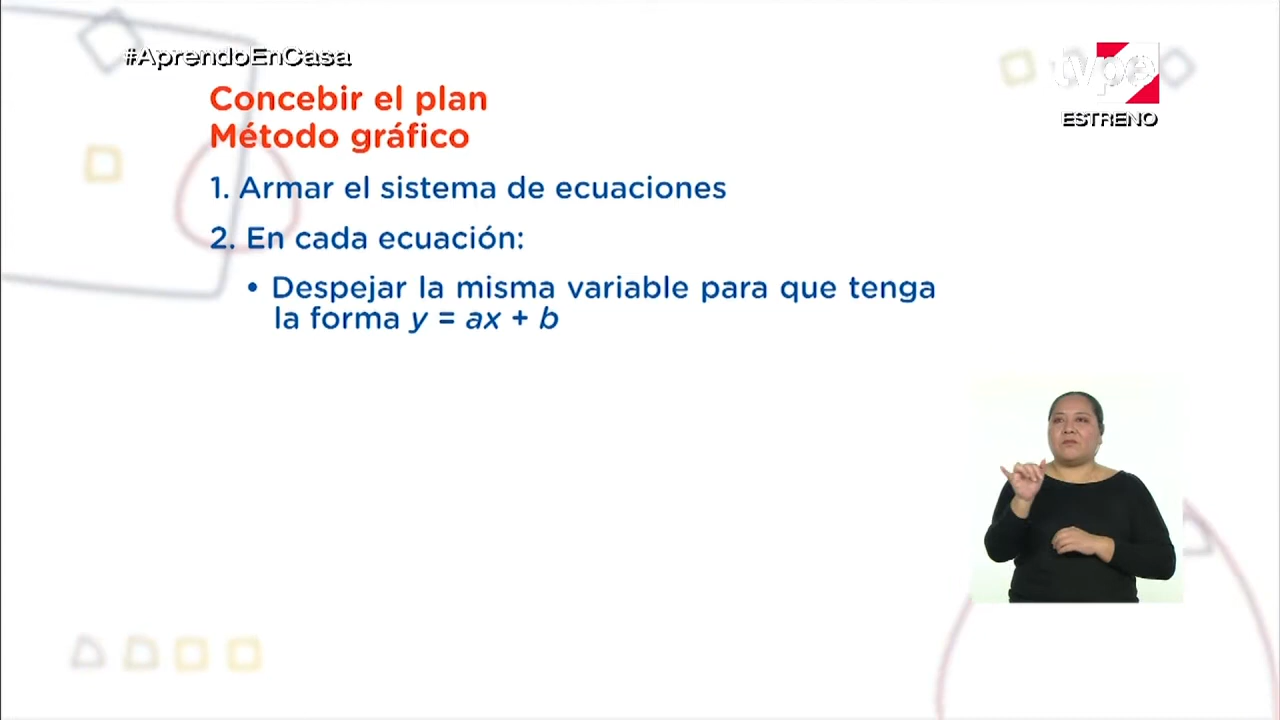 #AprendoEnCasa
tvpe
ESTRENO
Concebir el plan
Método gráfico
1. Armar el sistema de ecuaciones
2. En cada ecuación:
• Despejar la misma variable para que tenga
la forma y = ax + b